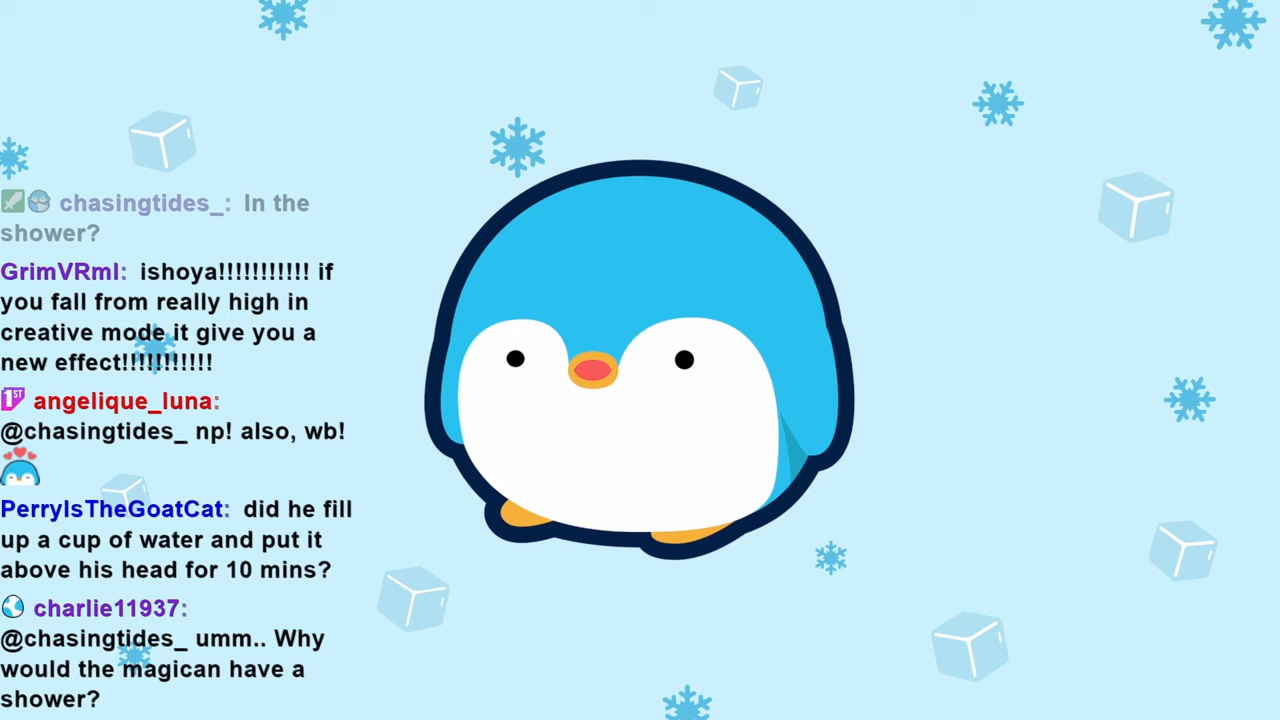 chasingtides_: In the
shower?
GrimVRml: ishoya!!!!!!!!!!! if
you fall from really high in
creative mode it give you a
new effect!!!!!!!!!!!
1ST angelique_luna:
@chasingtides_ np! also, wb!
PerryIsTheGoatCat: did he fill
up a cup of water and put it
above his head for 10 mins?
charlie11937:
@chasingtides_ umm.. Why
would the magican have a
shower?